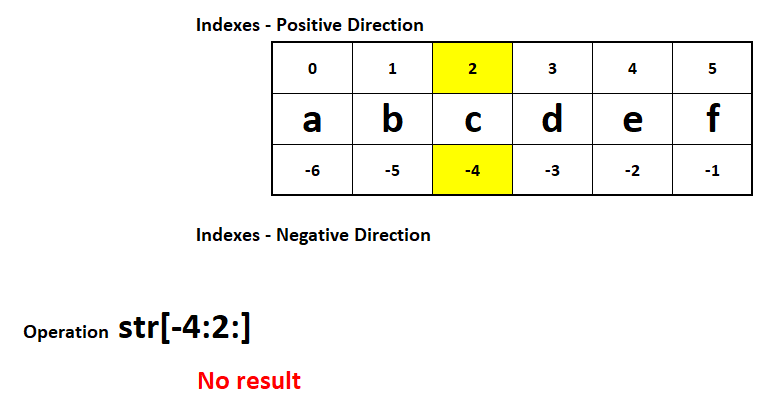 Indexes - Positive Direction
0 1 2 3 4 5
a b c d e f
-6 -5 -4 -3 -2 -1
Indexes - Negative Direction
Operation str[-4:2:]
No result